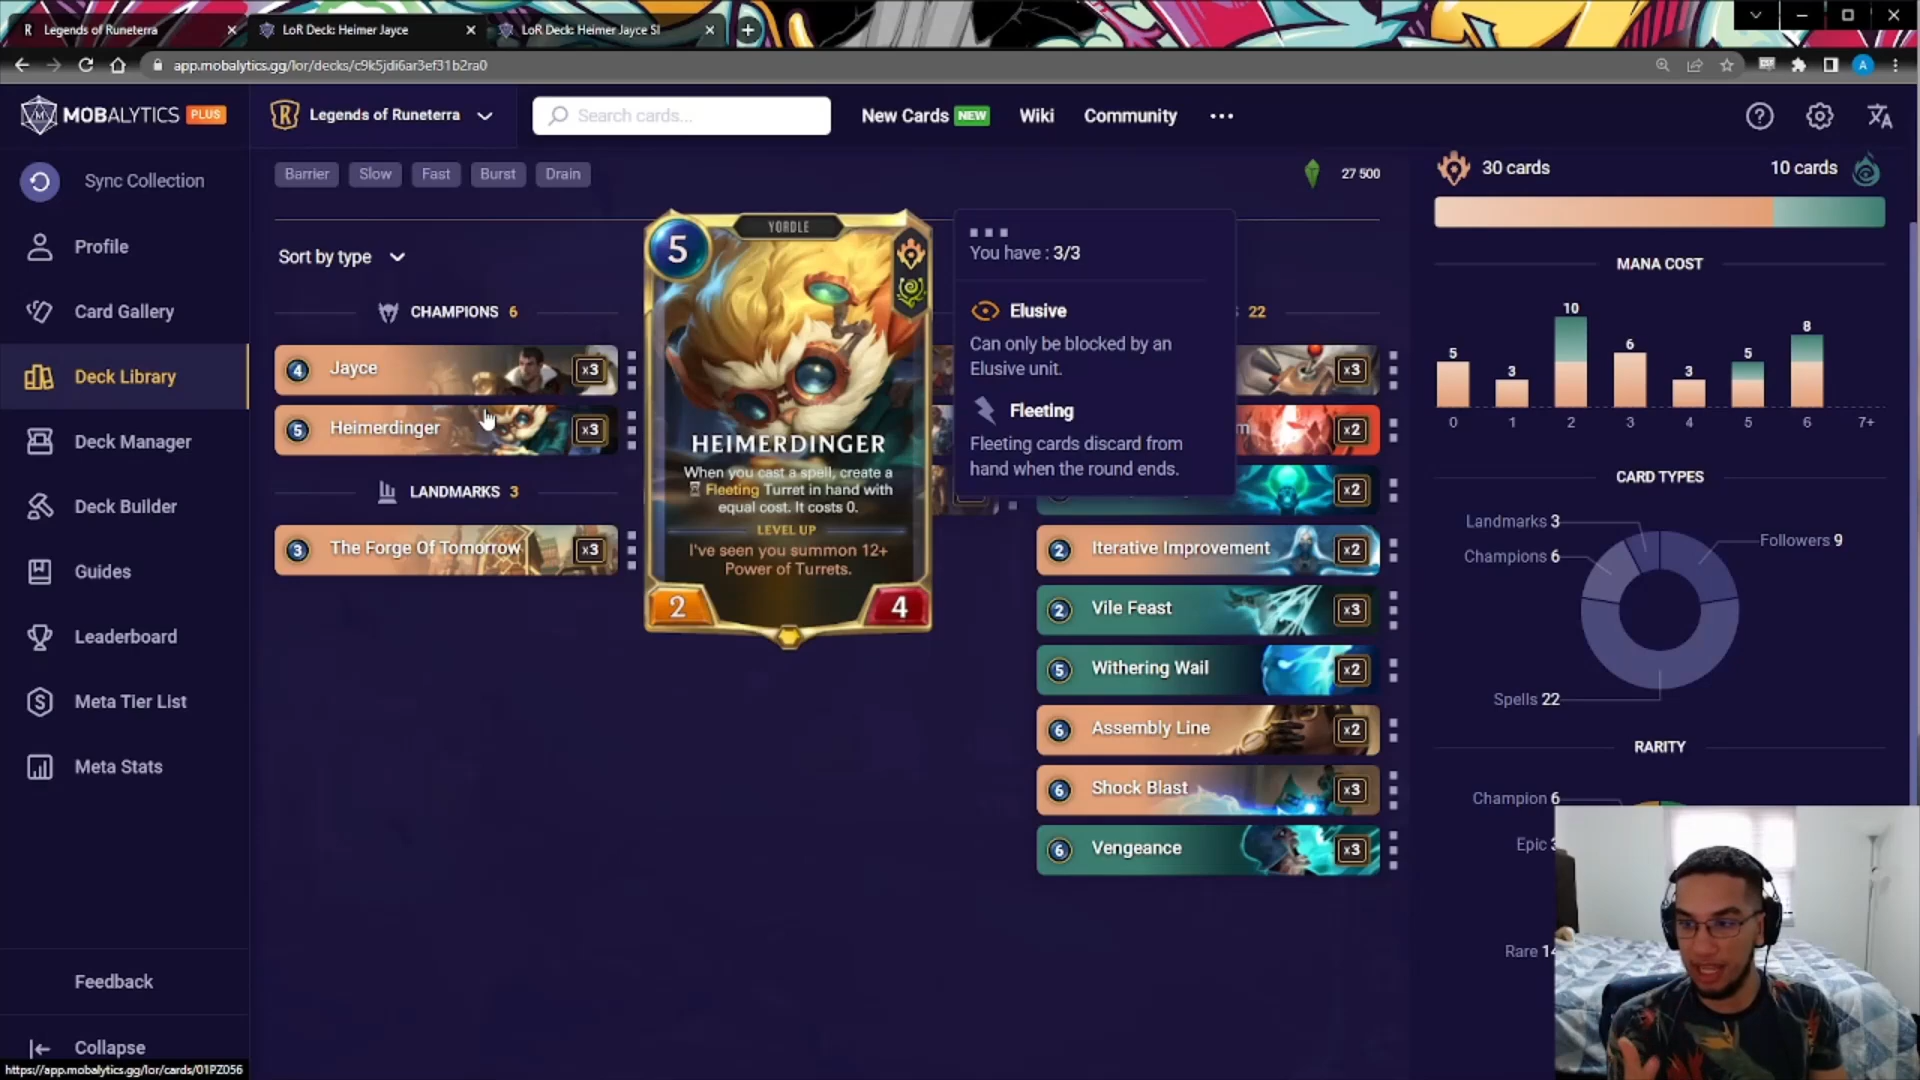 Legends of Runeterra
LoR Deck: Heimer Jayce
LoR Deck: Heimer Jayce SI
app.mobalytics.gg/lor/decks/c9k5jdi6ar3ef31b2ra0
A
MOBALYTICS PLUS
Legends of Runeterra
Search cards...
New Cards NEW
Wiki
Community
Sync Collection
Profile
Card Gallery
Deck Library
Deck Manager
Deck Builder
Guides
Leaderboard
Meta Tier List
Meta Stats
Feedback
Collapse
https://app.mobalytics.gg/lor/cards/01PZ056
Barrier
Slow
Fast
Burst
Drain
27 500
Sort by type
CHAMPIONS 6
4 Jayce x3
5 Heimerdinger x3
LANDMARKS 3
3 The Forge Of Tomorrow x3
YORDLE
5
HEIMERDINGER
When you cast a spell, create a
Fleeting Turret in hand with
equal cost. It costs 0.
LEVEL UP
I've seen you summon 12+
Power of Turrets.
2
4
You have : 3/3
Elusive
Can only be blocked by an
Elusive unit.
Fleeting
Fleeting cards discard from
hand when the round ends.
22
x3
x2
x2
2 Iterative Improvement x2
2 Vile Feast x3
5 Withering Wail x2
6 Assembly Line x2
6 Shock Blast x3
6 Vengeance x3
30 cards
10 cards
MANA COST
5 3 10 6 3 5 8
0 1 2 3 4 5 6 7+
CARD TYPES
Landmarks 3
Champions 6
Followers 9
Spells 22
RARITY
Champion 6
Epic
Rare 14